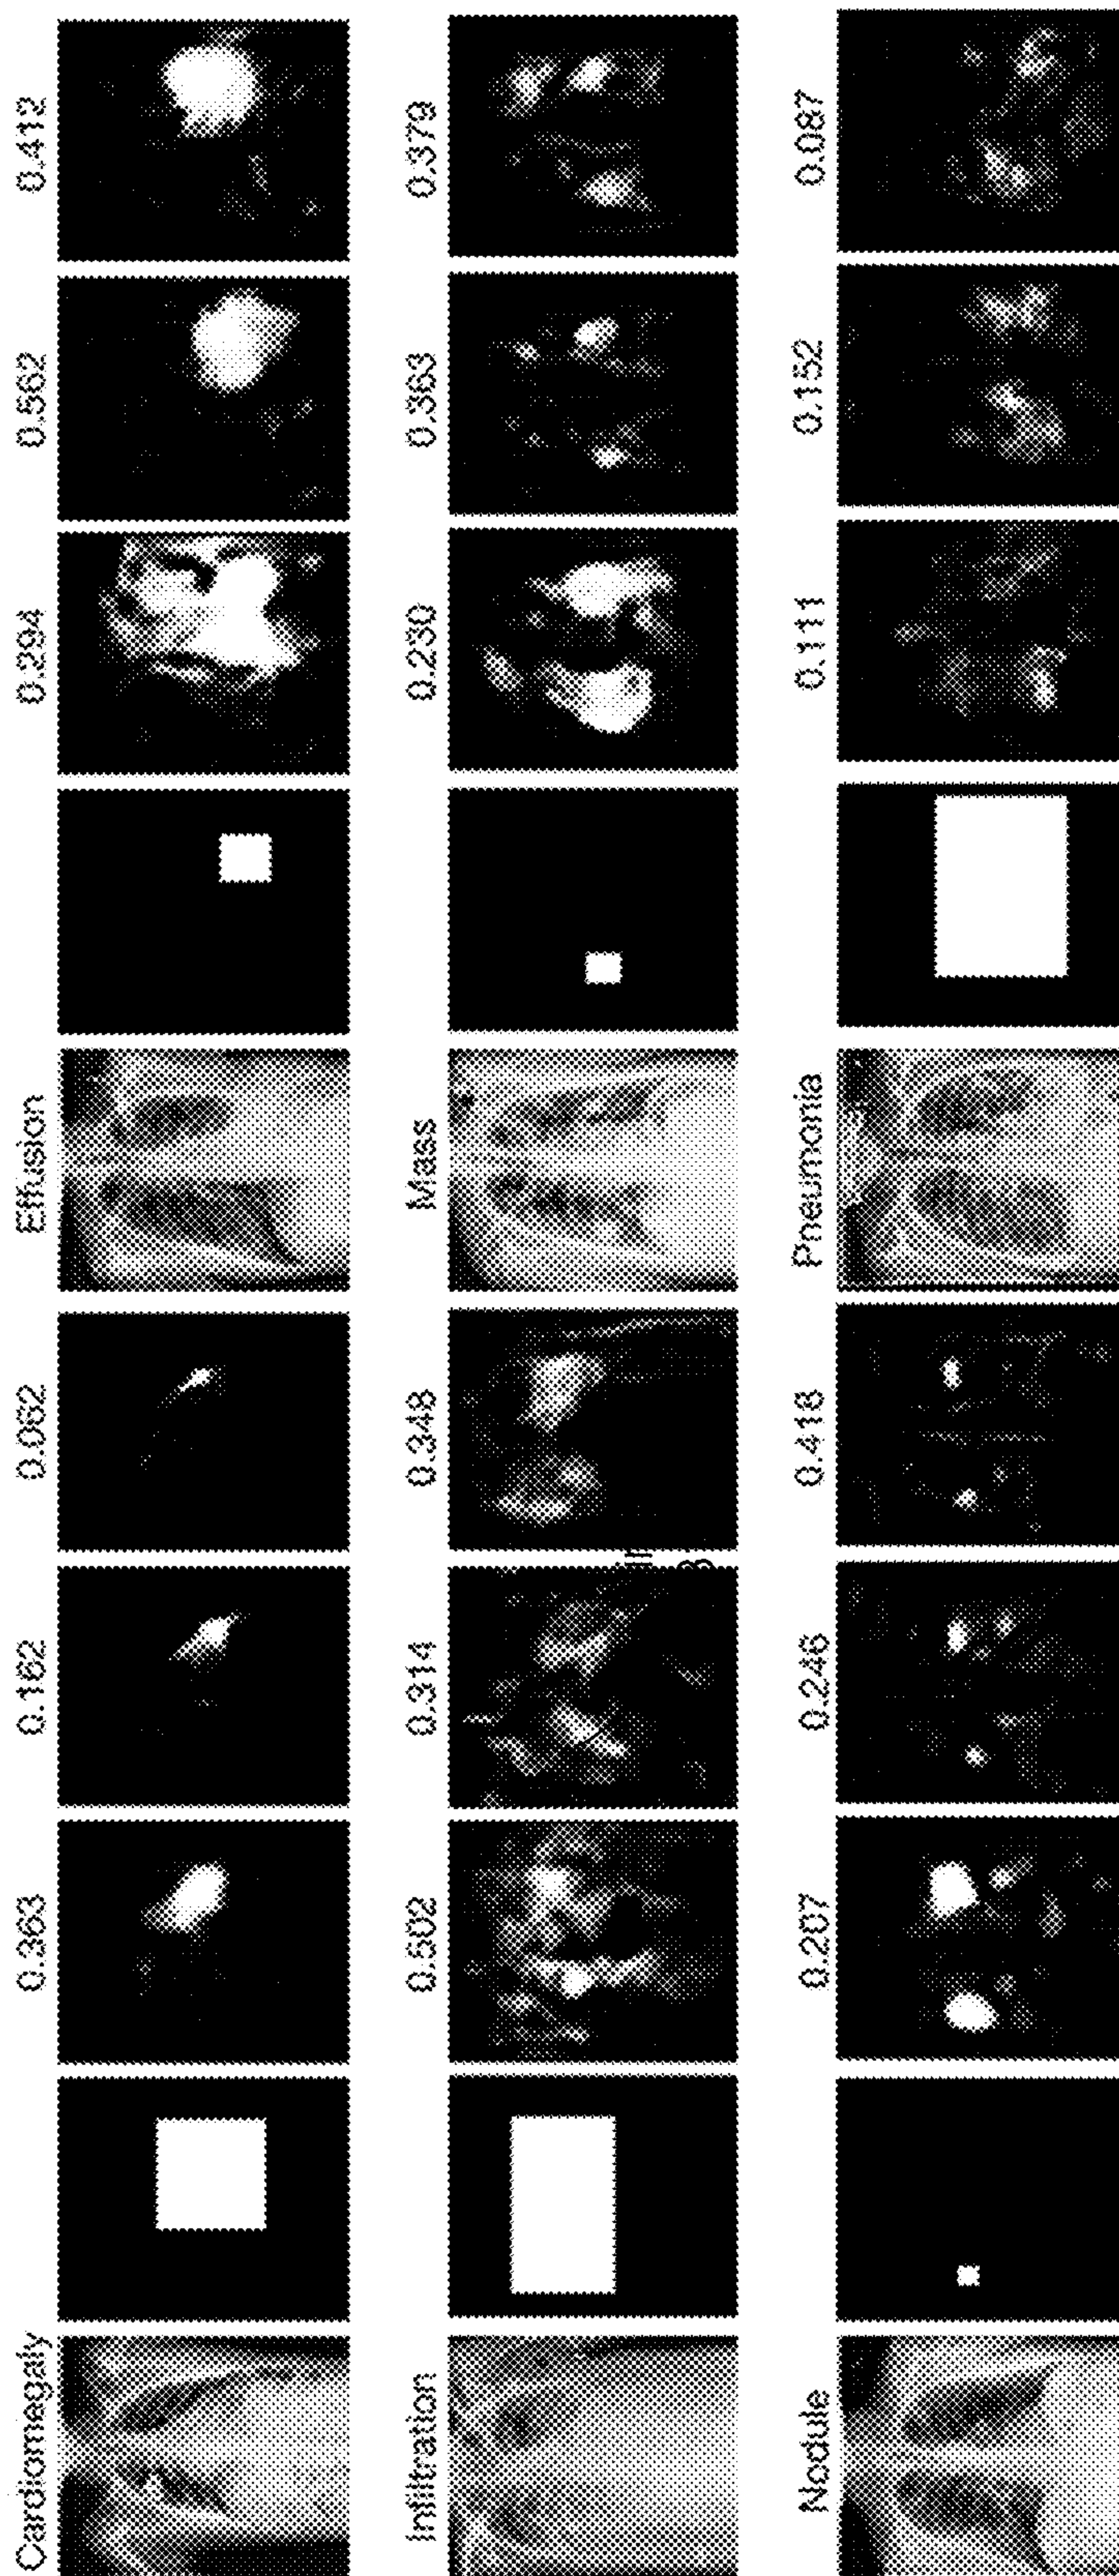 Cardiomegaly 0.363 0.162 0.062 Effusion 0.294 0.562 0.412
Infiltration 0.502 0.314 0.348 Mass 0.230 0.363 0.379
Nodule 0.207 0.246 0.418 Pneumonia 0.111 0.152 0.087